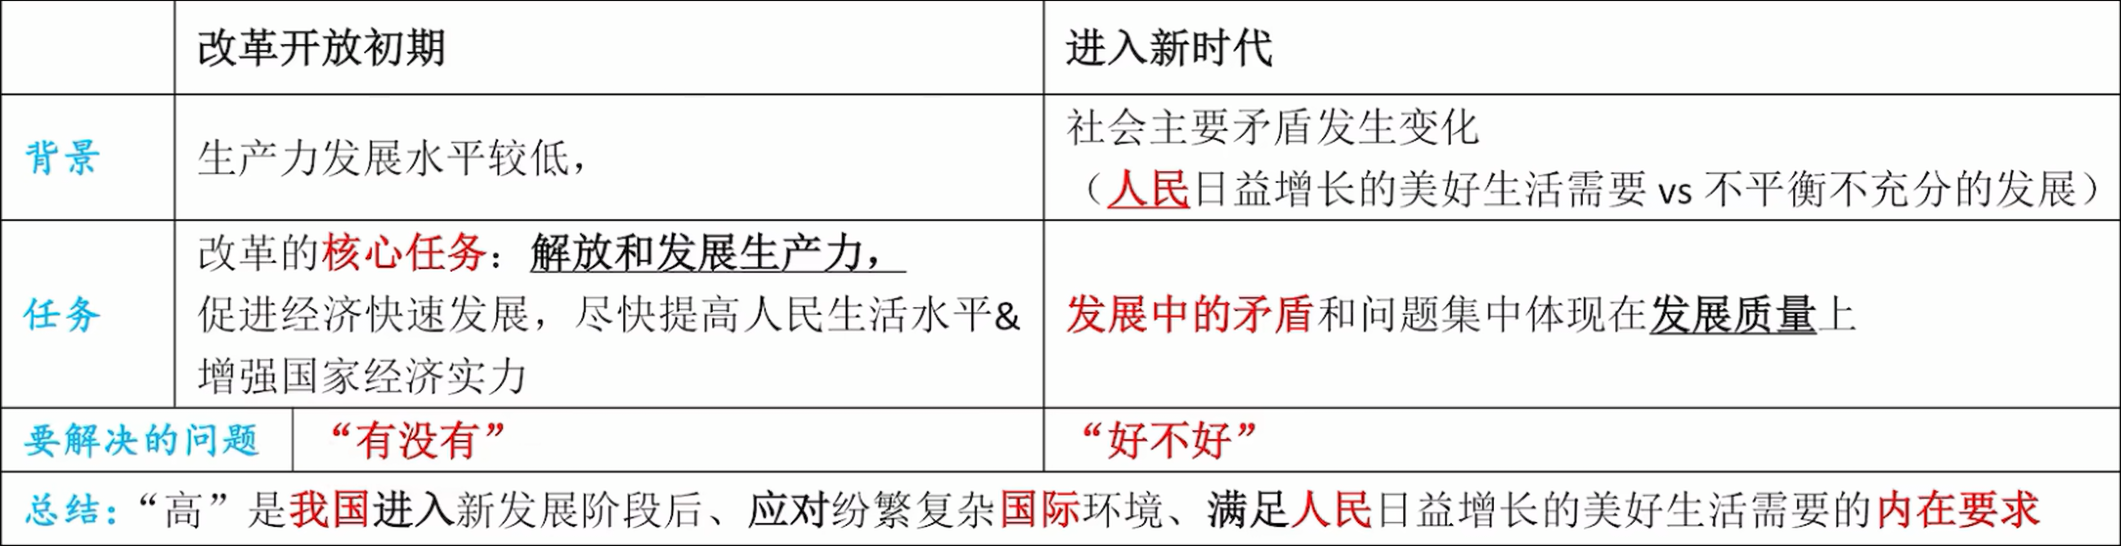 改革开放初期
进入新时代
背景
生产力发展水平较低，
社会主要矛盾发生变化
（人民日益增长的美好生活需要 vs 不平衡不充分的发展）
任务
改革的核心任务：解放和发展生产力，
促进经济快速发展，尽快提高人民生活水平&
增强国家经济实力
发展中的矛盾和问题集中体现在发展质量上
要解决的问题
“有没有”
“好不好”
总结：“高”是我国进入新发展阶段后、应对纷繁复杂国际环境、满足人民日益增长的美好生活需要的内在要求